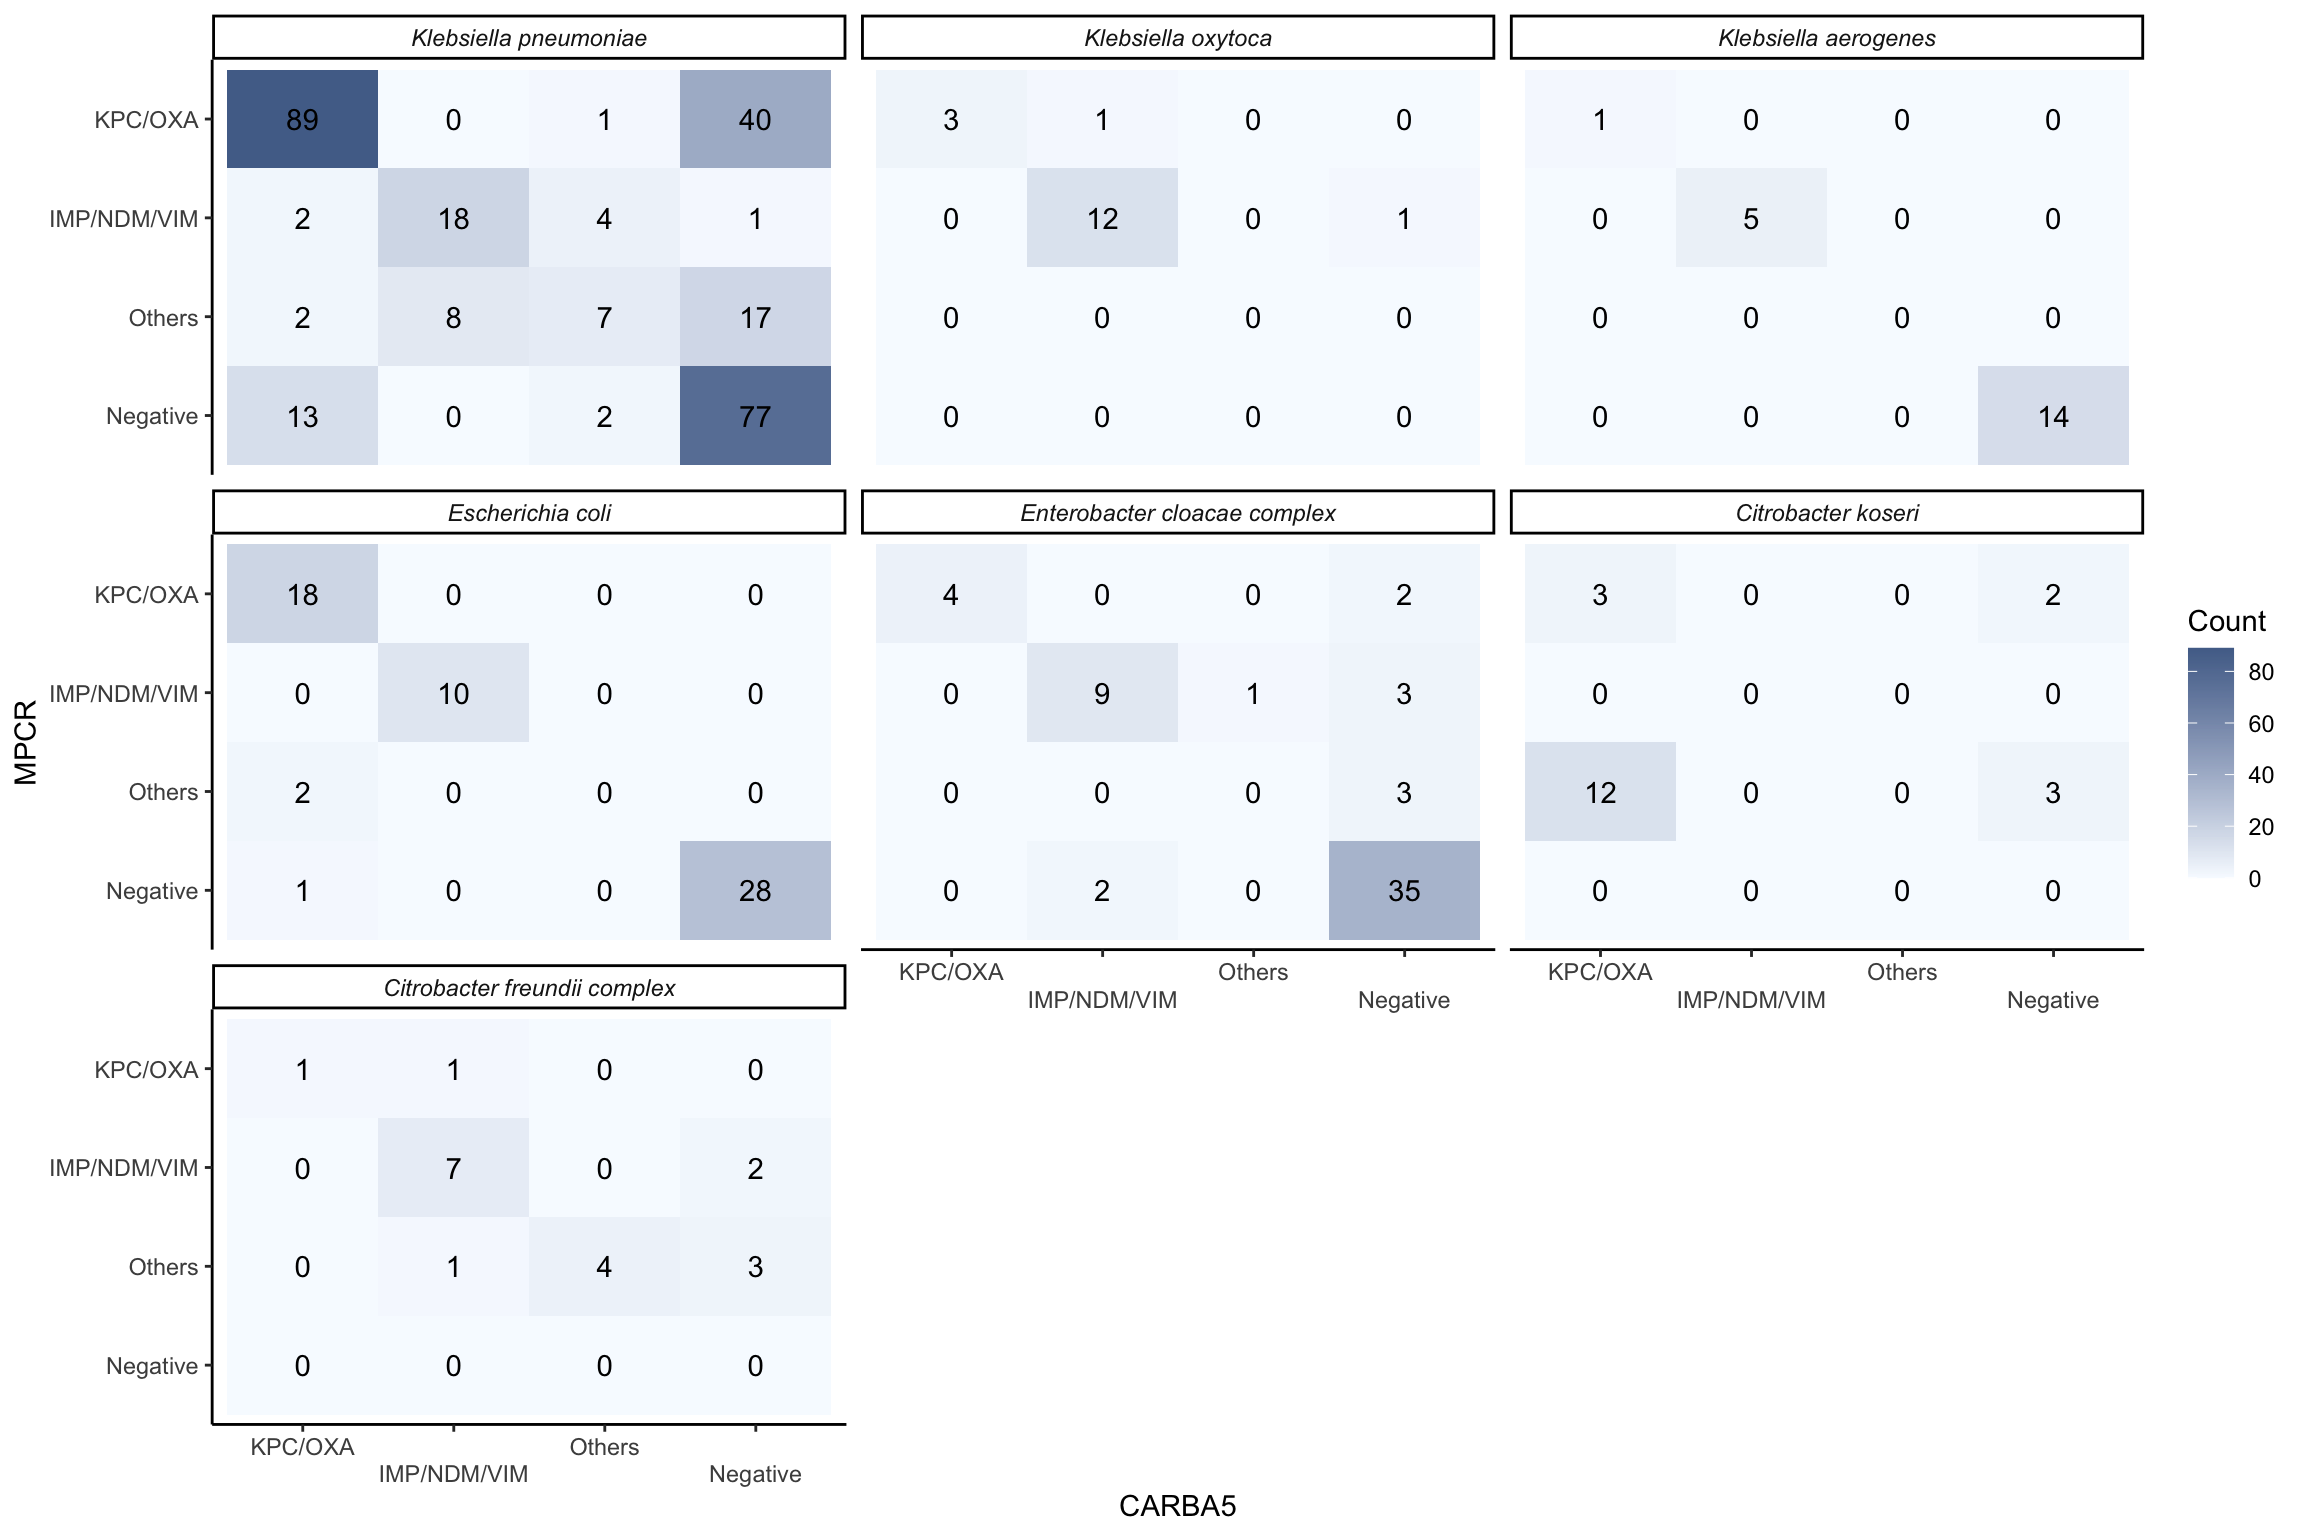 Klebsiella pneumoniae Klebsiella oxytoca Klebsiella aerogenes
KPC/OXA 89 0 1 40 3 1 0 0 1 0 0 0
IMP/NDM/VIM 2 18 4 1 0 12 0 1 0 5 0 0
Others 2 8 7 17 0 0 0 0 0 0 0 0
Negative 13 0 2 77 0 0 0 0 0 0 0 14
Escherichia coli Enterobacter cloacae complex Citrobacter koseri
KPC/OXA 18 0 0 0 4 0 0 2 3 0 0 2
IMP/NDM/VIM 0 10 0 0 0 9 1 3 0 0 0 0
Others 2 0 0 0 0 0 0 3 12 0 0 3
Negative 1 0 0 28 0 2 0 35 0 0 0 0
KPC/OXA Others KPC/OXA Others
IMP/NDM/VIM Negative IMP/NDM/VIM Negative
Citrobacter freundii complex
KPC/OXA 1 1 0 0
IMP/NDM/VIM 0 7 0 2
Others 0 1 4 3
Negative 0 0 0 0
KPC/OXA Others
IMP/NDM/VIM Negative
MPCR
CARBA5
Count
80
60
40
20
0